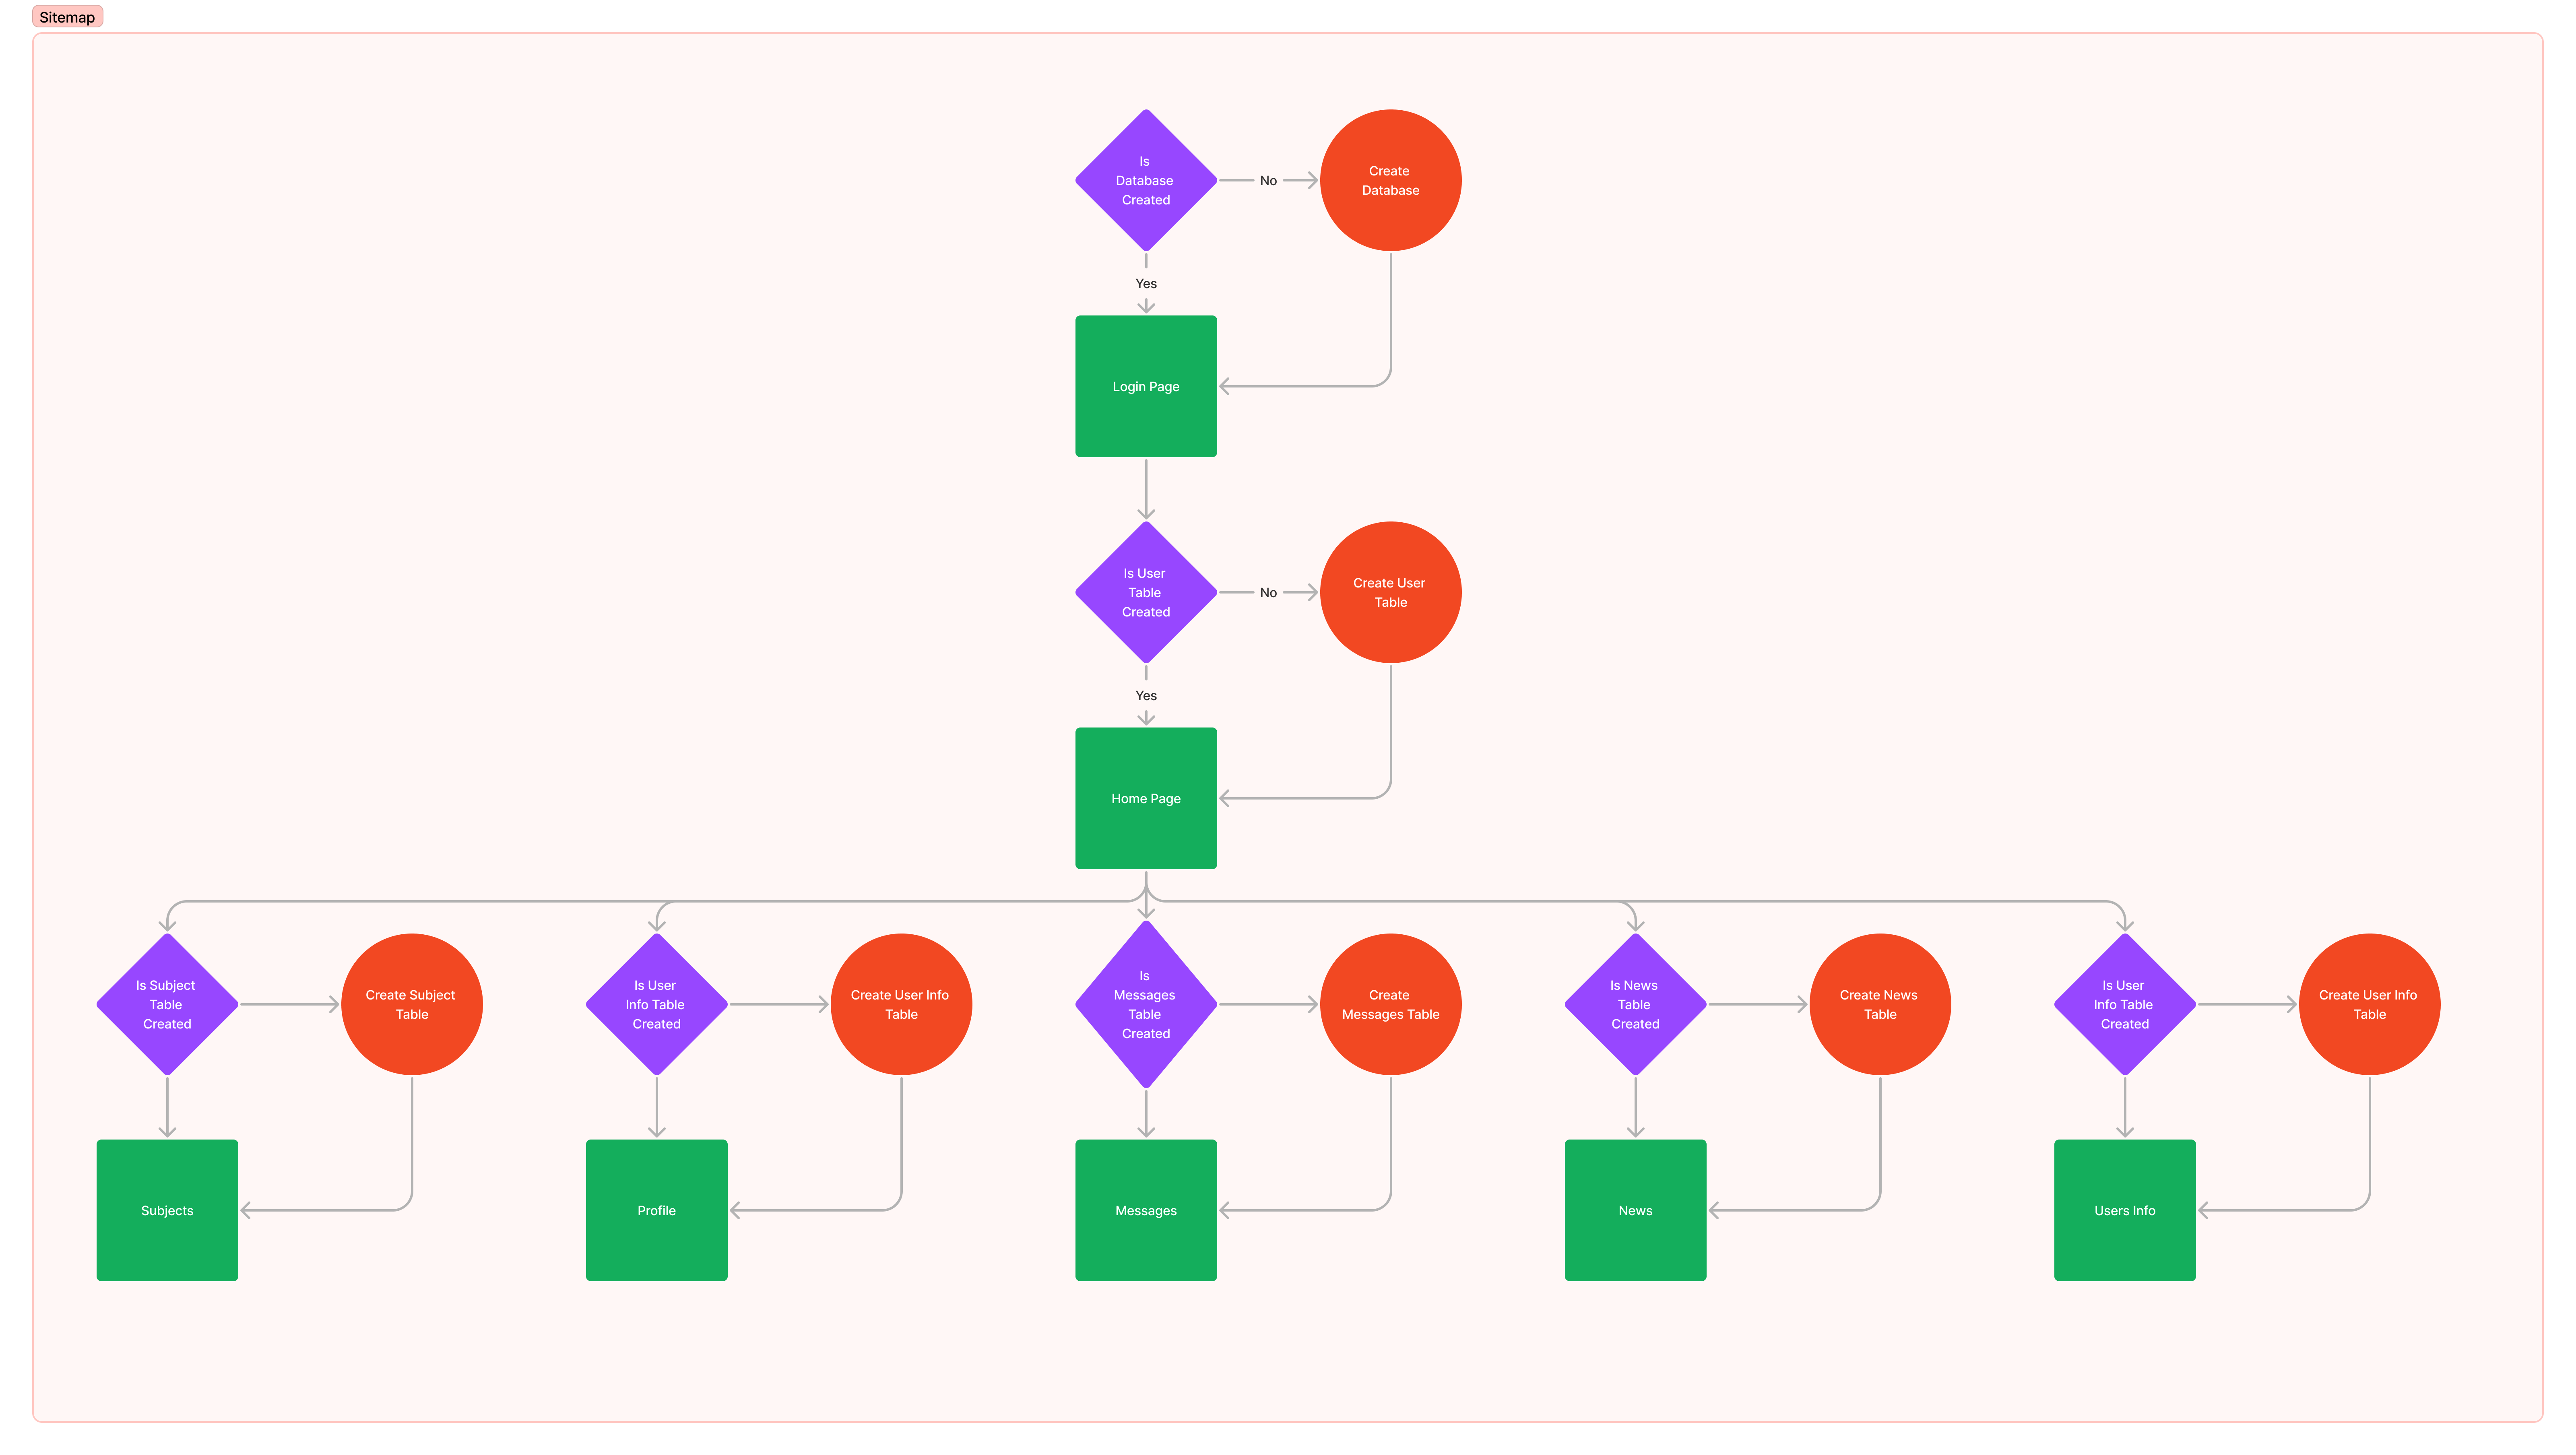 Sitemap
Is
Database
Created
No
Create
Database
Yes
Login Page
Is User
Table
Created
No
Create User
Table
Yes
Home Page
Is Subject
Table
Created
Create Subject
Table
Is User
Info Table
Created
Create User Info
Table
Is
Messages
Table
Created
Create
Messages Table
Is News
Table
Created
Create News
Table
Is User
Info Table
Created
Create User Info
Table
Subjects
Profile
Messages
News
Users Info